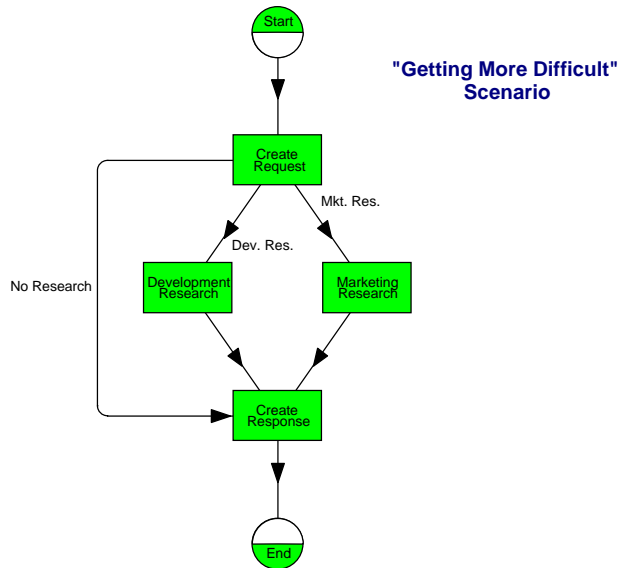 Start
"Getting More Difficult"
Scenario
Create
Request
Mkt. Res.
Dev. Res.
No Research
Development
Research
Marketing
Research
Create
Response
End